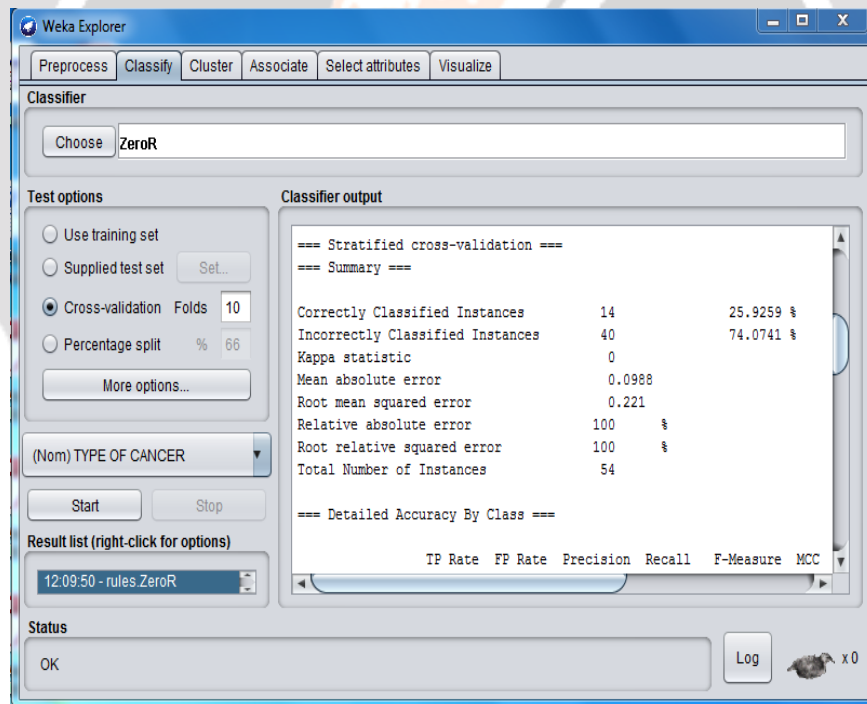 Weka Explorer
Preprocess Classify Cluster Associate Select attributes Visualize
Classifier
Choose ZeroR
Test options
Use training set
Supplied test set Set...
Cross-validation Folds 10
Percentage split % 66
More options...
(Nom) TYPE OF CANCER
Start Stop
Result list (right-click for options)
12:09:50 - rules.ZeroR
Classifier output
=== Stratified cross-validation ===
=== Summary ===
Correctly Classified Instances 14 25.9259 %
Incorrectly Classified Instances 40 74.0741 %
Kappa statistic 0
Mean absolute error 0.0988
Root mean squared error 0.221
Relative absolute error 100 %
Root relative squared error 100 %
Total Number of Instances 54
=== Detailed Accuracy By Class ===
TP Rate FP Rate Precision Recall F-Measure MCC
Status
OK
Log x 0